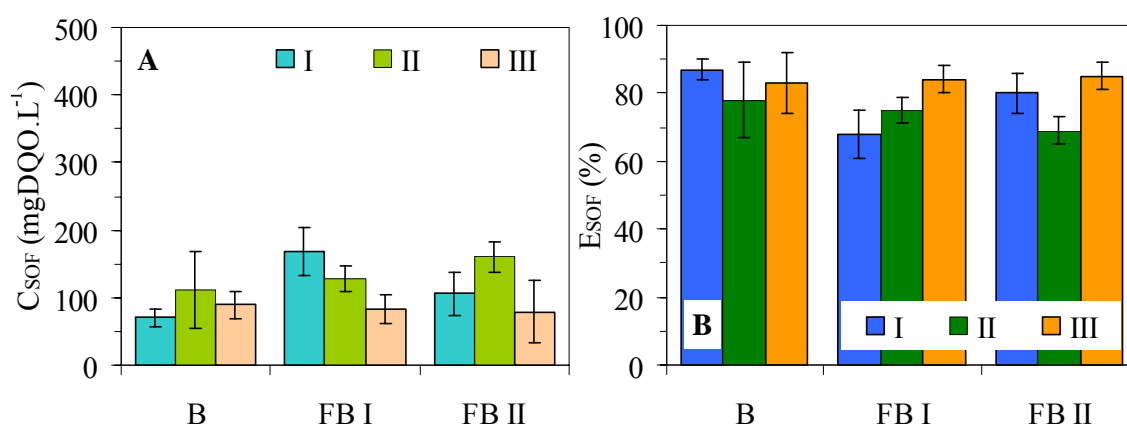 A
I II III
500
400
300
200
100
0
CSOF (mgDQO.L-1)
B FB I FB II
100
80
60
40
20
0
ESOF (%)
B
I II III
B FB I FB II